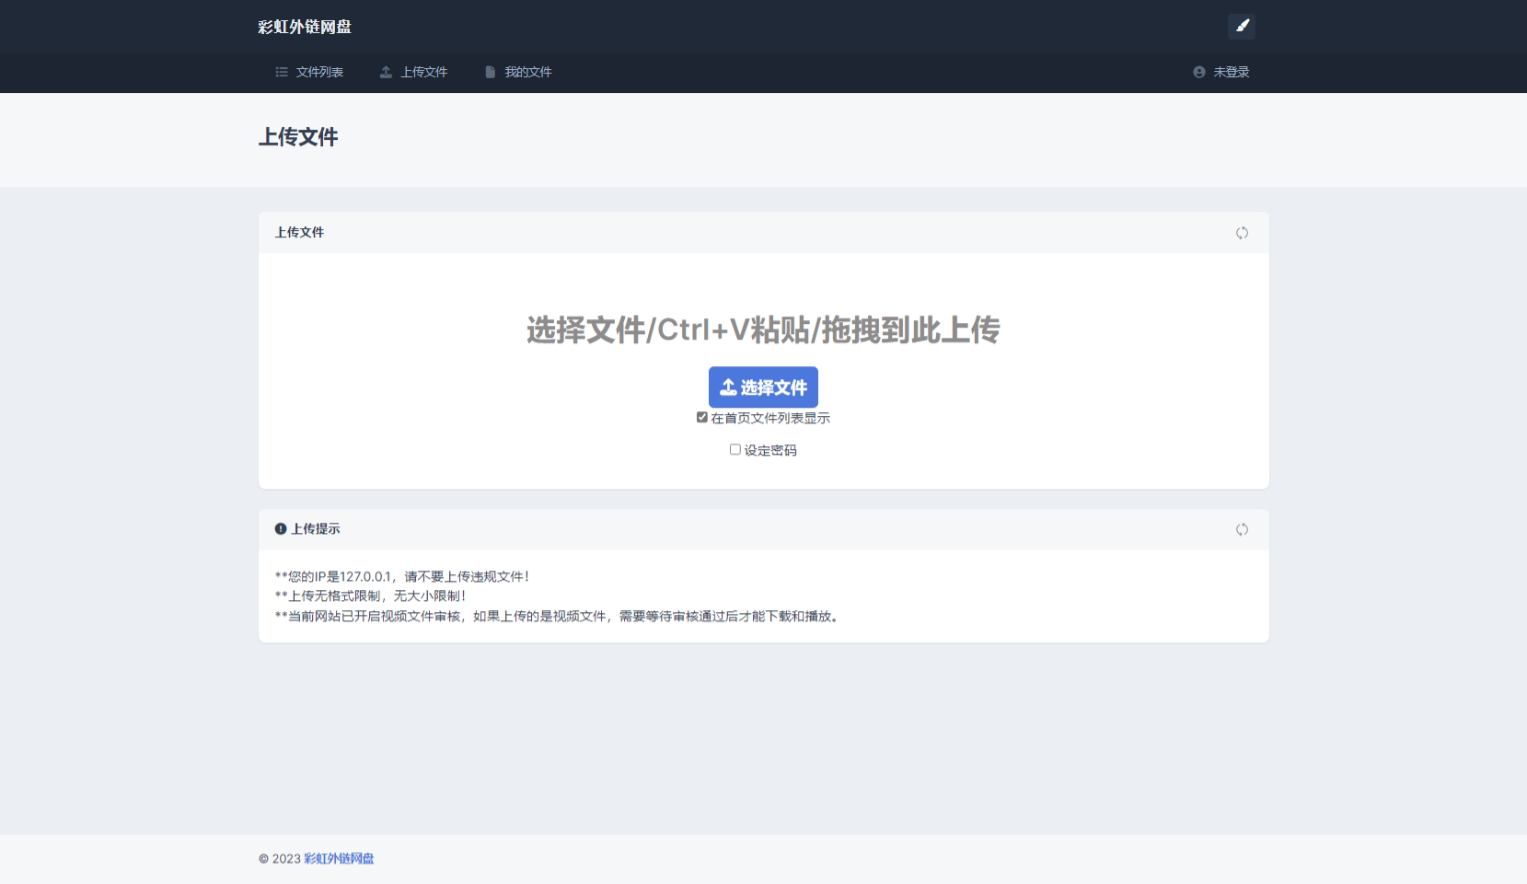 彩虹外链网盘
文件列表 上传文件 我的文件 未登录
上传文件
上传文件
选择文件/Ctrl+V粘贴/拖拽到此上传
选择文件
在首页文件列表显示
设定密码
上传提示
**您的IP是127.0.0.1，请不要上传违规文件！
**上传无格式限制，无大小限制！
**当前网站已开启视频文件审核，如果上传的是视频文件，需要等待审核通过后才能下载和播放。
© 2023 彩虹外链网盘